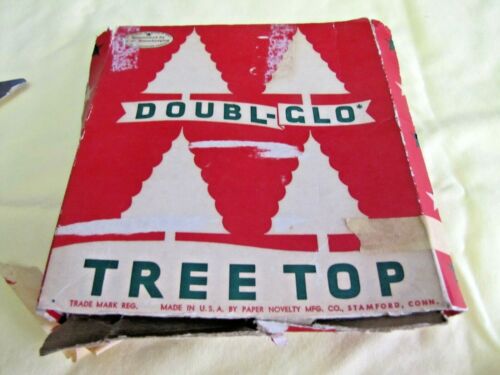 DOUBL-GLO*
TREE TOP
TRADE MARK REG. MADE IN U.S.A. BY PAPER NOVELTY MFG. CO., STAMFORD, CONN.